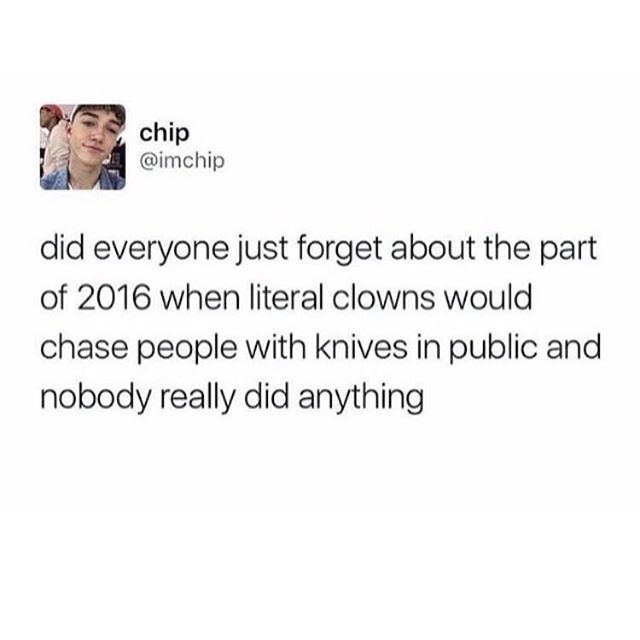 chip
@imchip
did everyone just forget about the part
of 2016 when literal clowns would
chase people with knives in public and
nobody really did anything